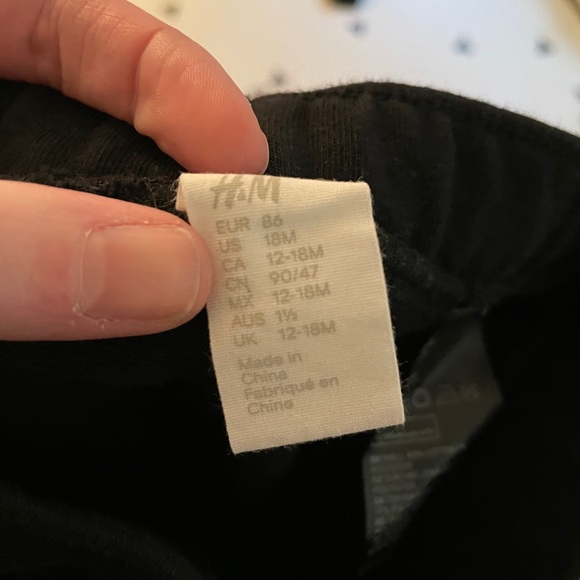 H&M
EUR 86
US 18M
CA 12-18M
CN 90/47
MX 12-18M
AUS 1½
UK 12-18M
Made in
China
Fabriqué en
Chine